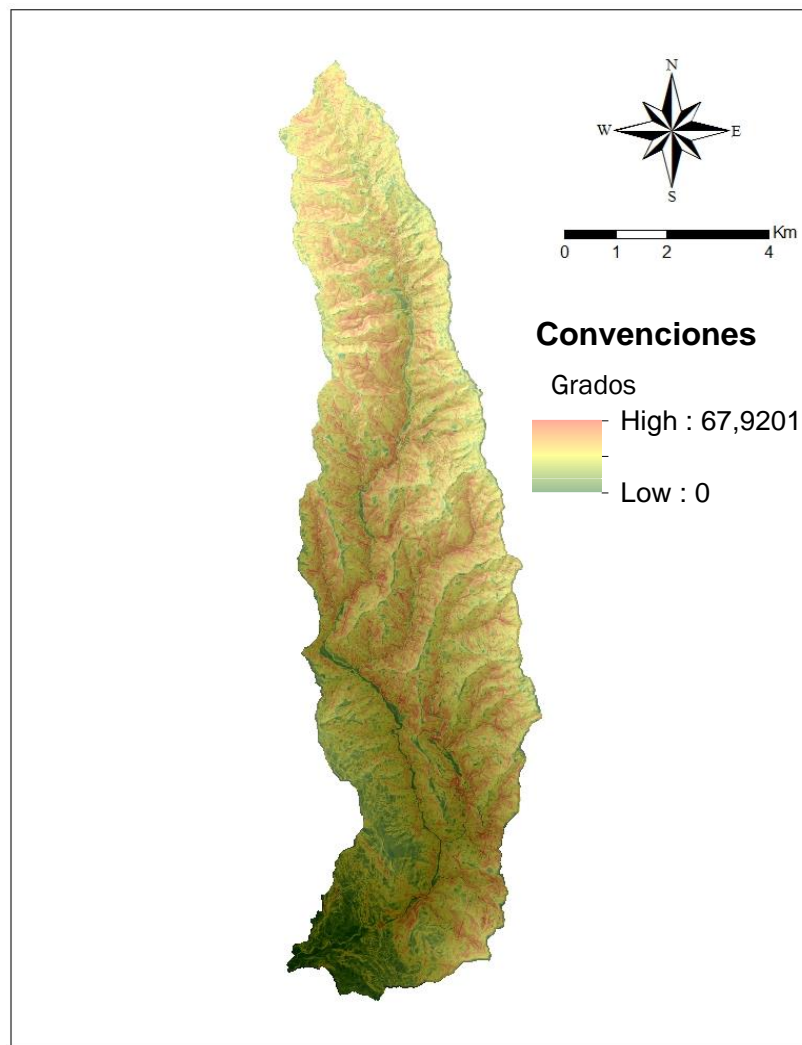 N
W E
S
Km
0 1 2 4
Convenciones
Grados
High : 67,9201
Low : 0